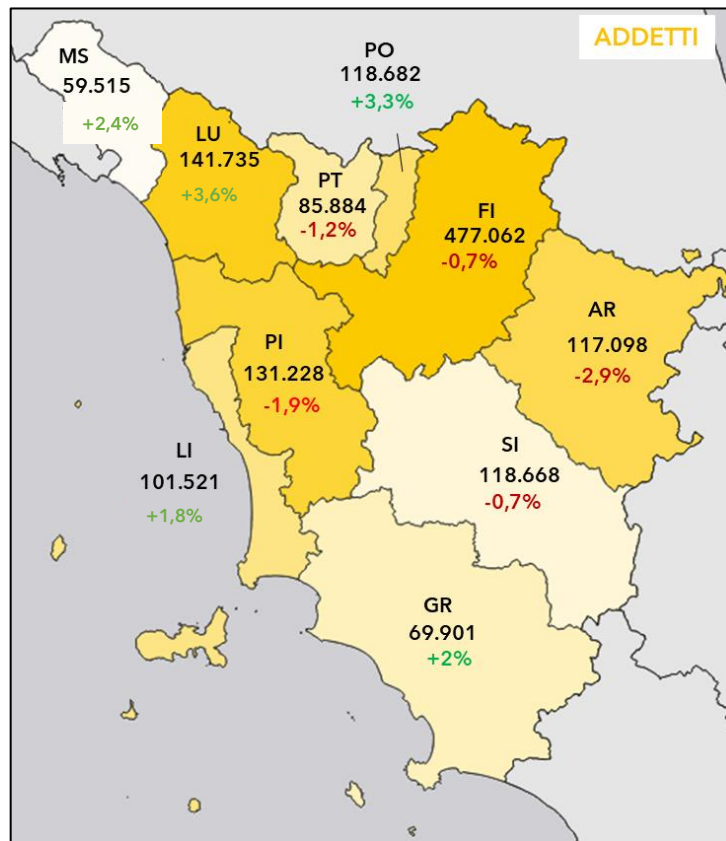 ADDETTI
MS
59.515
+2,4%
PO
118.682
+3,3%
LU
141.735
+3,6%
PT
85.884
-1,2%
FI
477.062
-0,7%
AR
117.098
-2,9%
PI
131.228
-1,9%
LI
101.521
+1,8%
SI
118.668
-0,7%
GR
69.901
+2%